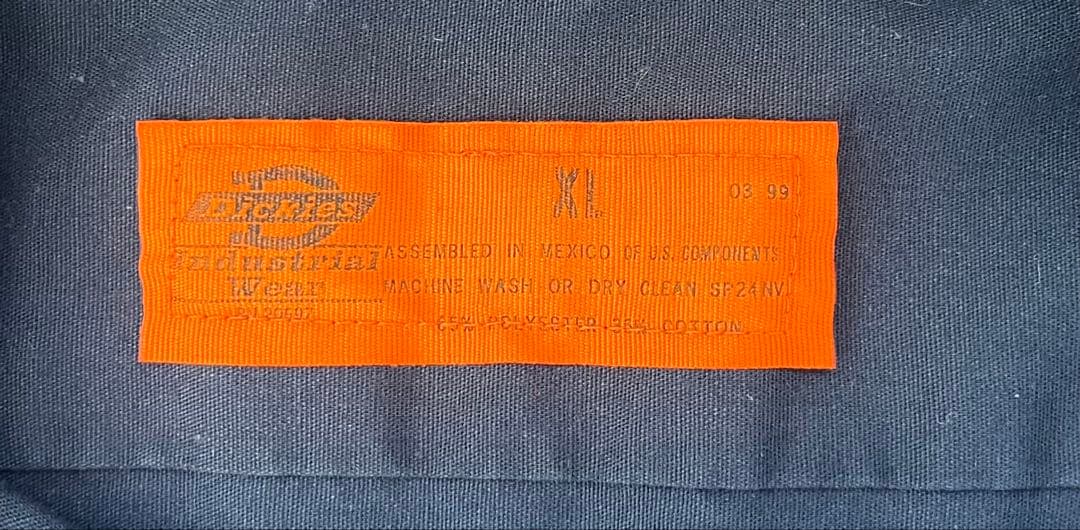 Dickies
Industrial
Wear
XL
03 99
ASSEMBLED IN MEXICO OF U.S. COMPONENTS
MACHINE WASH OR DRY CLEAN SP24NV
65% POLYESTER 35% COTTON